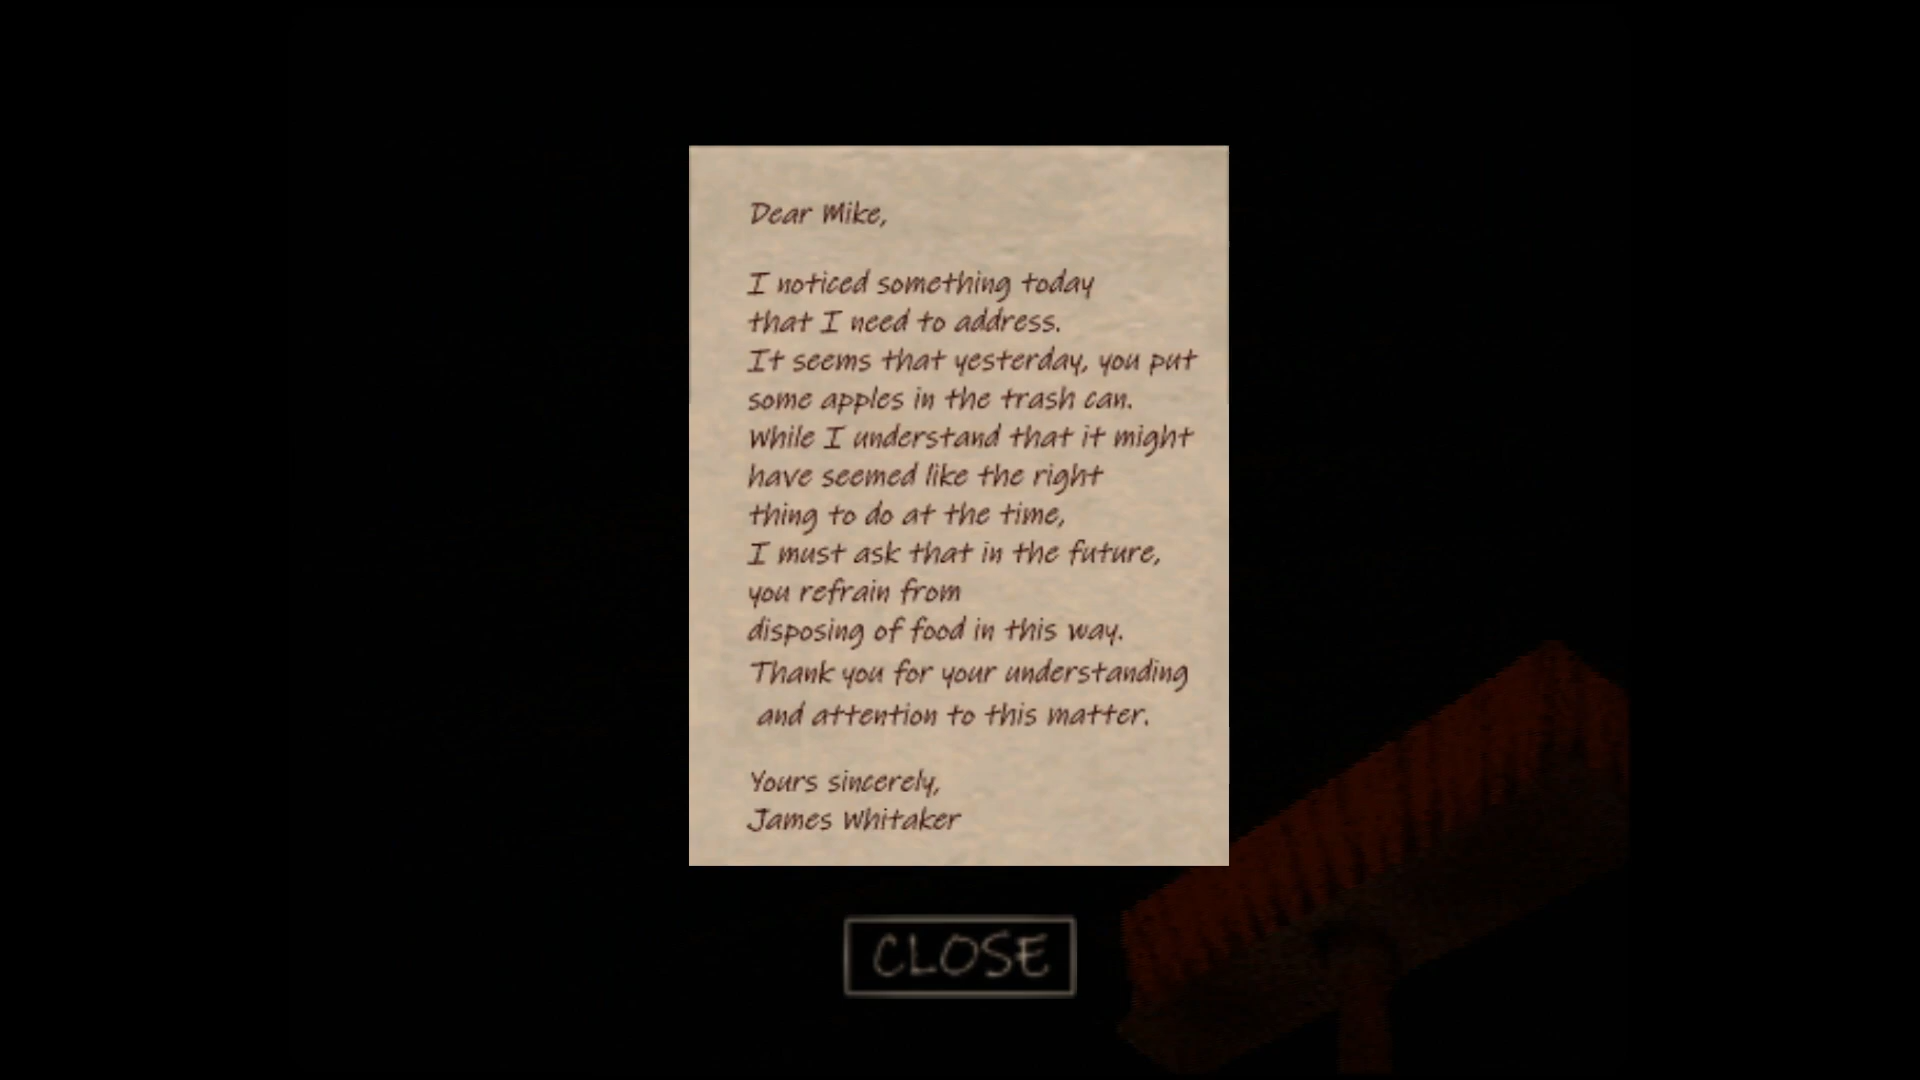 Dear Mike,
I noticed something today
that I need to address.
It seems that yesterday, you put
some apples in the trash can.
While I understand that it might
have seemed like the right
thing to do at the time,
I must ask that in the future,
you refrain from
disposing of food in this way.
Thank you for your understanding
and attention to this matter.
Yours sincerely,
James Whitaker
CLOSE